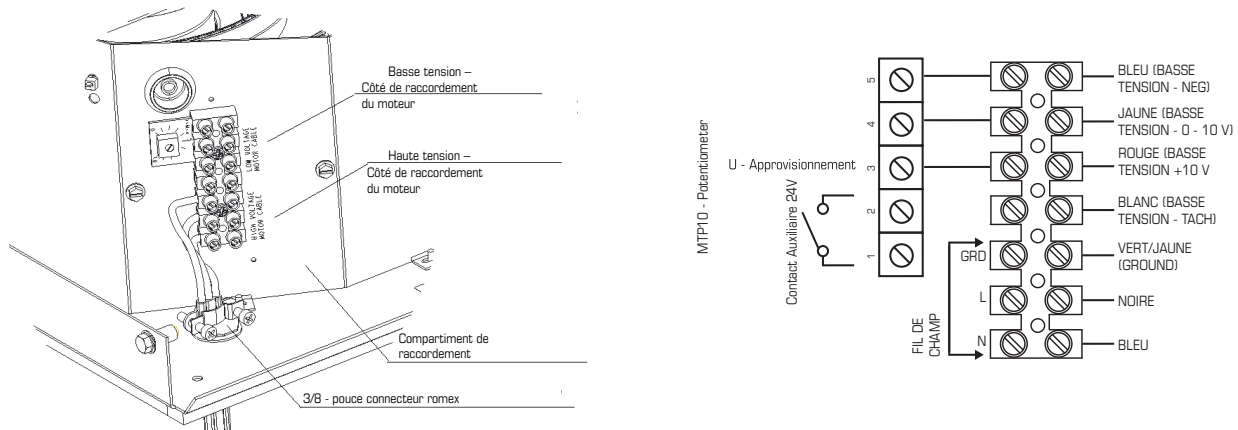 Basse tension –
Côté de raccordement
du moteur
Haute tension –
Côté de raccordement
du moteur
LOW VOLTAGE
MOTOR CABLE
HIGH VOLTAGE
MOTOR CABLE
Compartiment de
raccordement
3/8 - pouce connecteur romex
MTP10 - Potentiometer
U - Approvisionnement
Contact Auxiliaire 24V
5
4
3
2
1
GRD
L
N
FIL DE
CHAMP
BLEU (BASSE
TENSION - NEG)
JAUNE (BASSE
TENSION - 0 - 10 V)
ROUGE (BASSE
TENSION +10 V
BLANC (BASSE
TENSION - TACH)
VERT/JAUNE
(GROUND)
NOIRE
BLEU